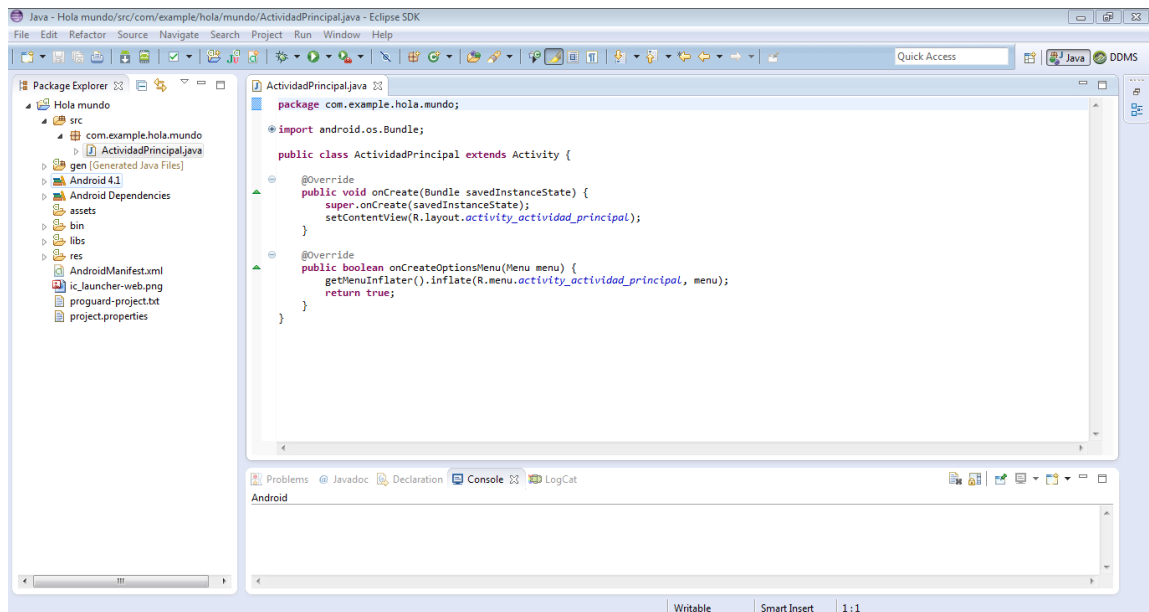 Java - Hola mundo/src/com/example/hola/mundo/ActividadPrincipal.java - Eclipse SDK
File Edit Refactor Source Navigate Search Project Run Window Help
Quick Access
Java
DDMS
Package Explorer
Hola mundo
src
com.example.hola.mundo
ActividadPrincipal.java
gen [Generated Java Files]
Android 4.1
Android Dependencies
assets
bin
libs
res
AndroidManifest.xml
ic_launcher-web.png
proguard-project.txt
project.properties
ActividadPrincipal.java
package com.example.hola.mundo;
import android.os.Bundle;
public class ActividadPrincipal extends Activity {
@Override
public void onCreate(Bundle savedInstanceState) {
super.onCreate(savedInstanceState);
setContentView(R.layout.activity_actividad_principal);
}
@Override
public boolean onCreateOptionsMenu(Menu menu) {
getMenuInflater().inflate(R.menu.activity_actividad_principal, menu);
return true;
}
}
Problems @ Javadoc Declaration Console LogCat
Android
Writable Smart Insert 1 : 1